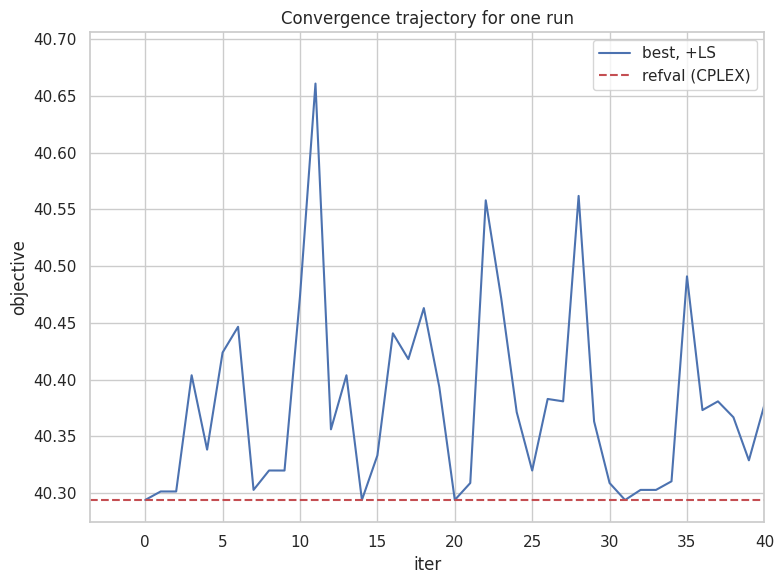 Convergence trajectory for one run
best, +LS
refval (CPLEX)
objective
40.70
40.65
40.60
40.55
40.50
40.45
40.40
40.35
40.30
0 5 10 15 20 25 30 35 40
iter